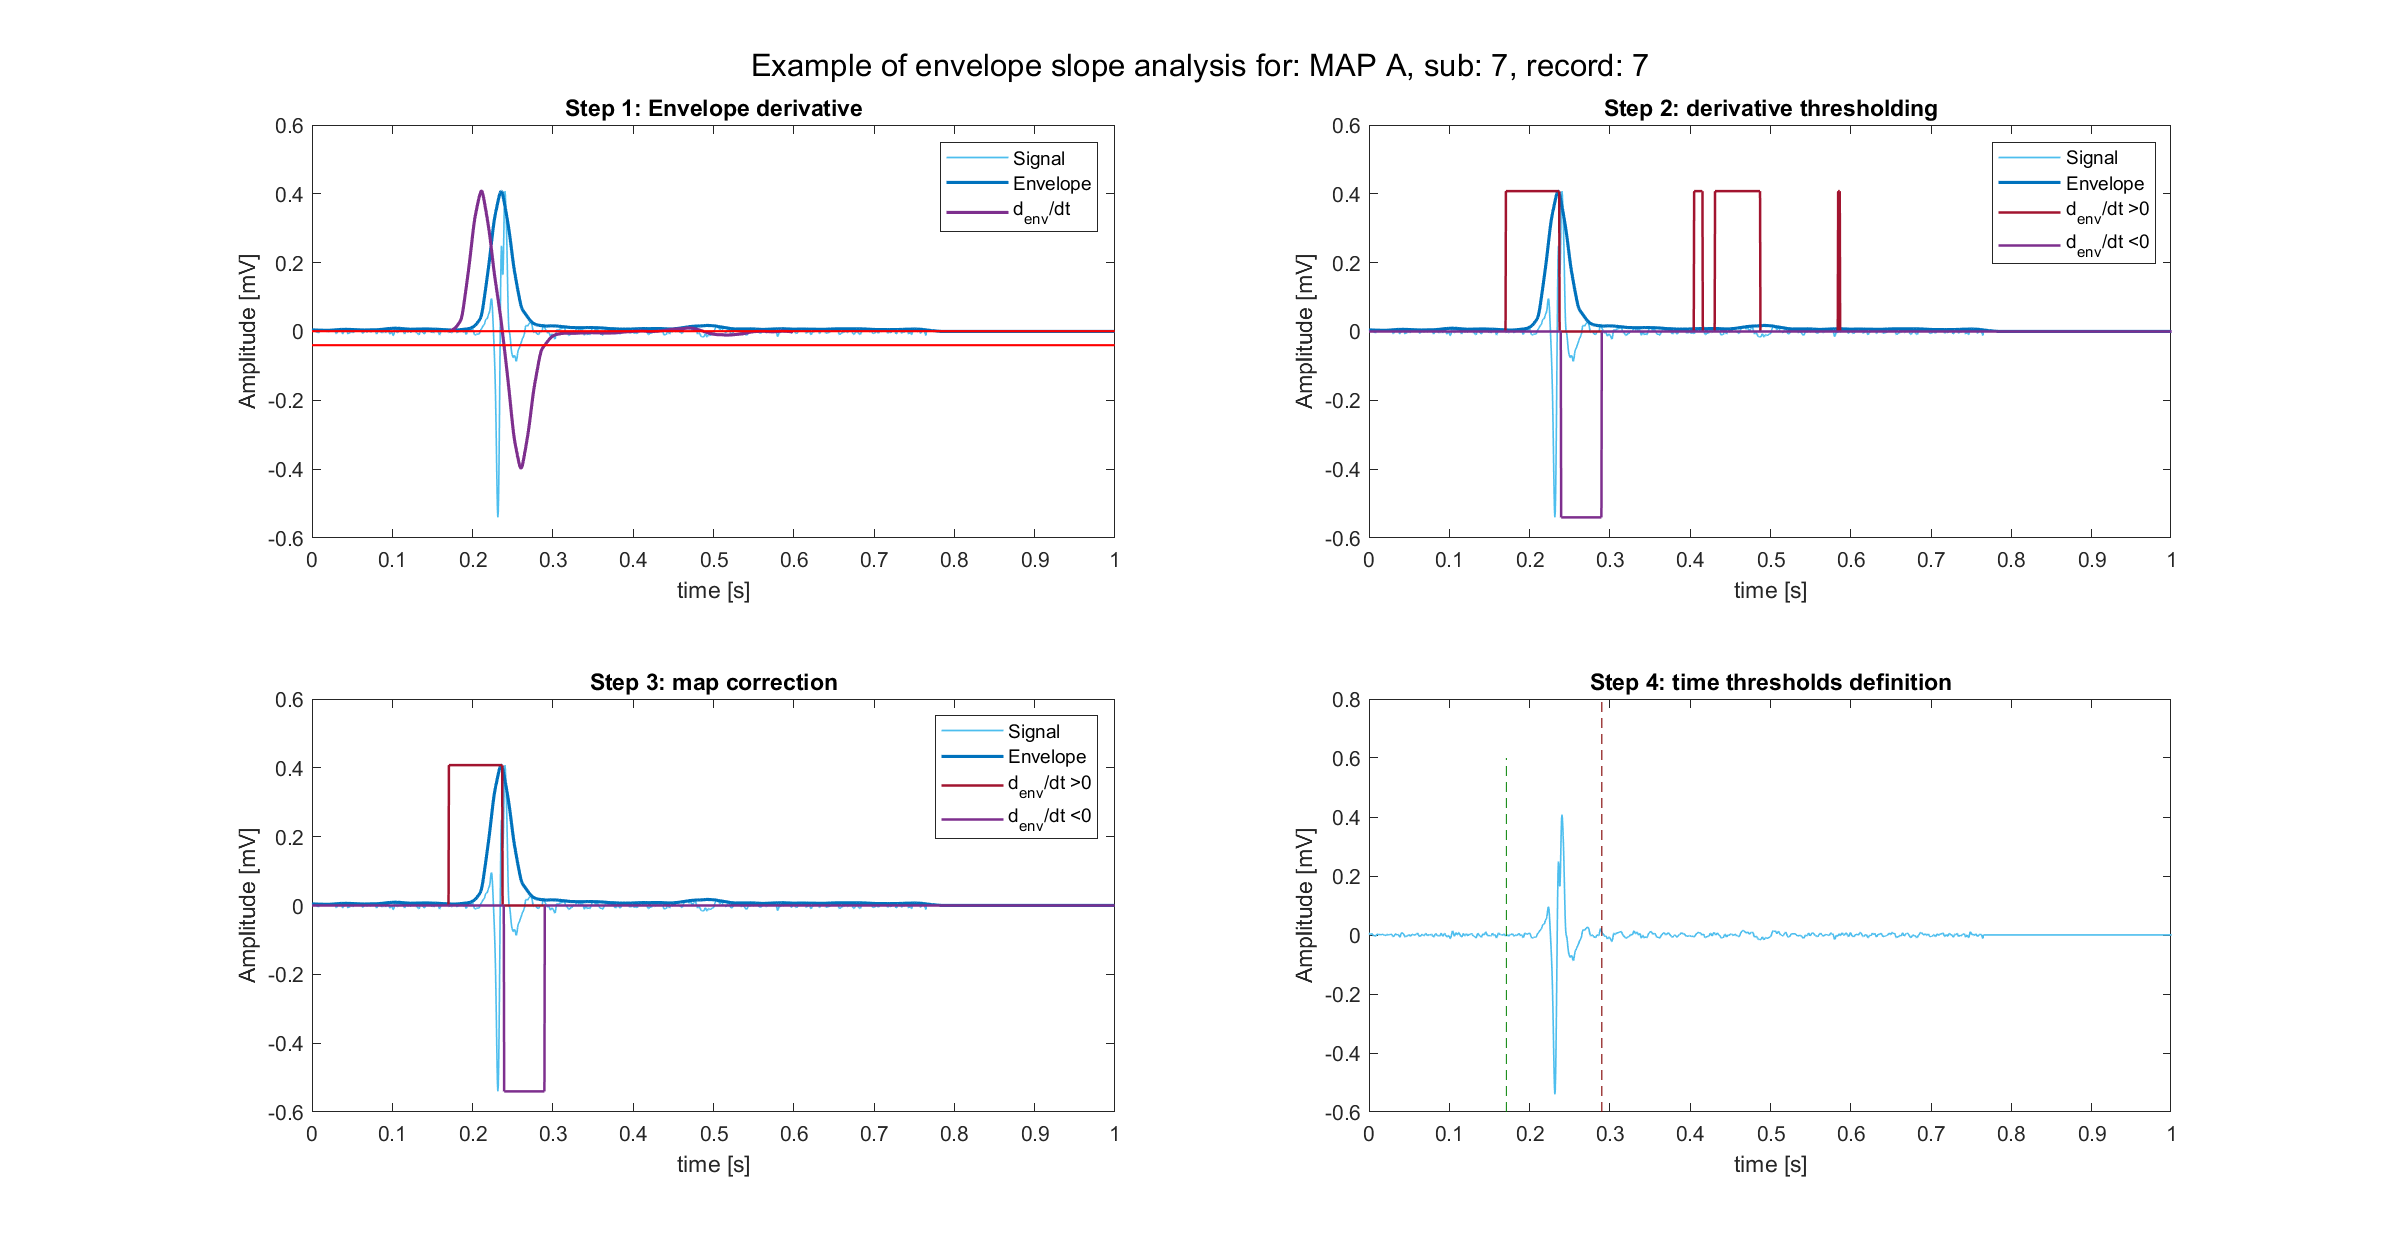 Example of envelope slope analysis for: MAP A, sub: 7, record: 7
Step 1: Envelope derivative
0.6
0.4
0.2
0
-0.2
-0.4
-0.6
Amplitude [mV]
0 0.1 0.2 0.3 0.4 0.5 0.6 0.7 0.8 0.9 1
time [s]
Signal
Envelope
d_env/dt
Step 2: derivative thresholding
0.6
0.4
0.2
0
-0.2
-0.4
-0.6
Amplitude [mV]
0 0.1 0.2 0.3 0.4 0.5 0.6 0.7 0.8 0.9 1
time [s]
Signal
Envelope
d_env/dt >0
d_env/dt <0
Step 3: map correction
0.6
0.4
0.2
0
-0.2
-0.4
-0.6
Amplitude [mV]
0 0.1 0.2 0.3 0.4 0.5 0.6 0.7 0.8 0.9 1
time [s]
Signal
Envelope
d_env/dt >0
d_env/dt <0
Step 4: time thresholds definition
0.8
0.6
0.4
0.2
0
-0.2
-0.4
-0.6
Amplitude [mV]
0 0.1 0.2 0.3 0.4 0.5 0.6 0.7 0.8 0.9 1
time [s]